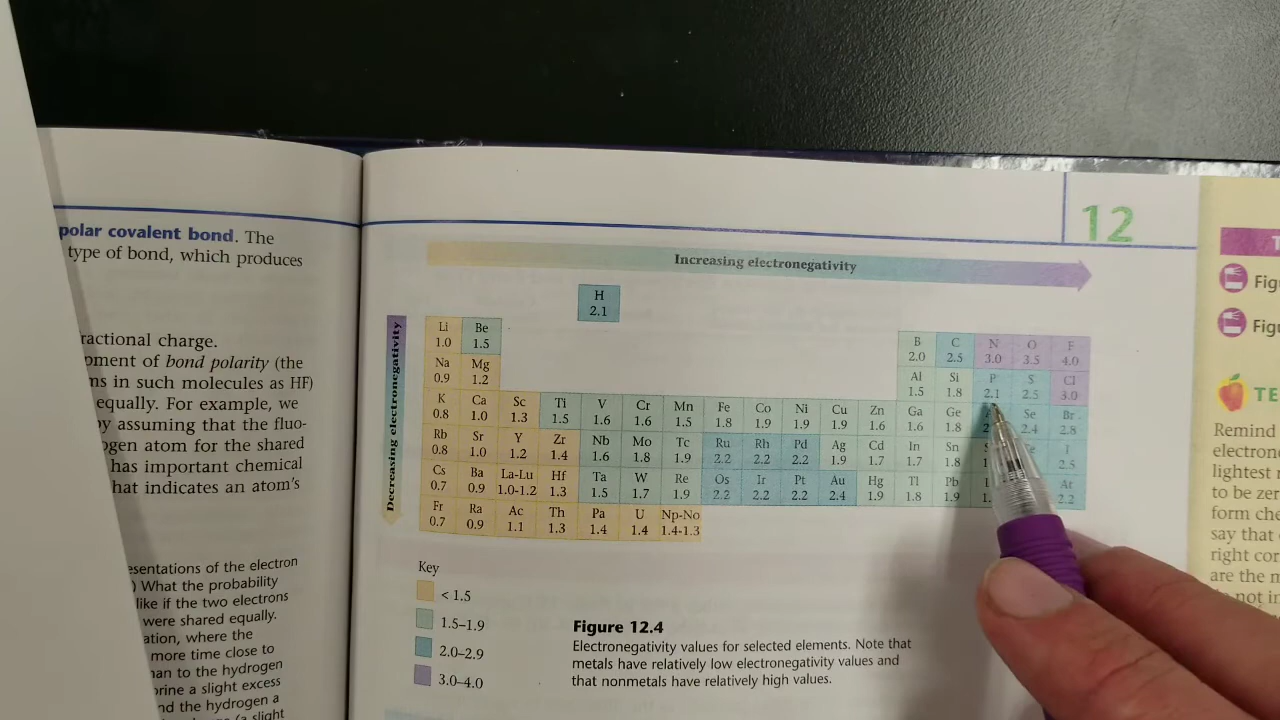 polar covalent bond. The
type of bond, which produces
ractional charge.
pment of bond polarity (the
ms in such molecules as HF)
equally. For example, we
by assuming that the fluo-
ogen atom for the shared
has important chemical
hat indicates an atom's
esentations of the electron
) What the probability
like if the two electrons
were shared equally.
ation, where the
more time close to
han to the hydrogen
orine a slight excess
nd the hydrogen a
(a slight
12
Increasing electronegativity
Decreasing electronegativity
H
2.1
Li Be B C N O F
1.0 1.5 2.0 2.5 3.0 3.5 4.0
Na Mg Al Si P S Cl
0.9 1.2 1.5 1.8 2.1 2.5 3.0
K Ca Sc Ti V Cr Mn Fe Co Ni Cu Zn Ga Ge Se Br
0.8 1.0 1.3 1.5 1.6 1.6 1.5 1.8 1.9 1.9 1.9 1.6 1.6 1.8 2.4 2.8
Rb Sr Y Zr Nb Mo Tc Ru Rh Pd Ag Cd In Sn I
0.8 1.0 1.2 1.4 1.6 1.8 1.9 2.2 2.2 2.2 1.9 1.7 1.7 1.8 2.5
Cs Ba La-Lu Hf Ta W Re Os Ir Pt Au Hg Tl Pb At
0.7 0.9 1.0-1.2 1.3 1.5 1.7 1.9 2.2 2.2 2.2 2.4 1.9 1.8 1.9 2.2
Fr Ra Ac Th Pa U Np-No
0.7 0.9 1.1 1.3 1.4 1.4 1.4-1.3
Key
< 1.5
1.5–1.9
2.0–2.9
3.0–4.0
Figure 12.4
Electronegativity values for selected elements. Note that
metals have relatively low electronegativity values and
that nonmetals have relatively high values.
T
Fig
Figu
TE
Remind
electron
lightest
to be zer
form che
say that
right cor
are the m
not in